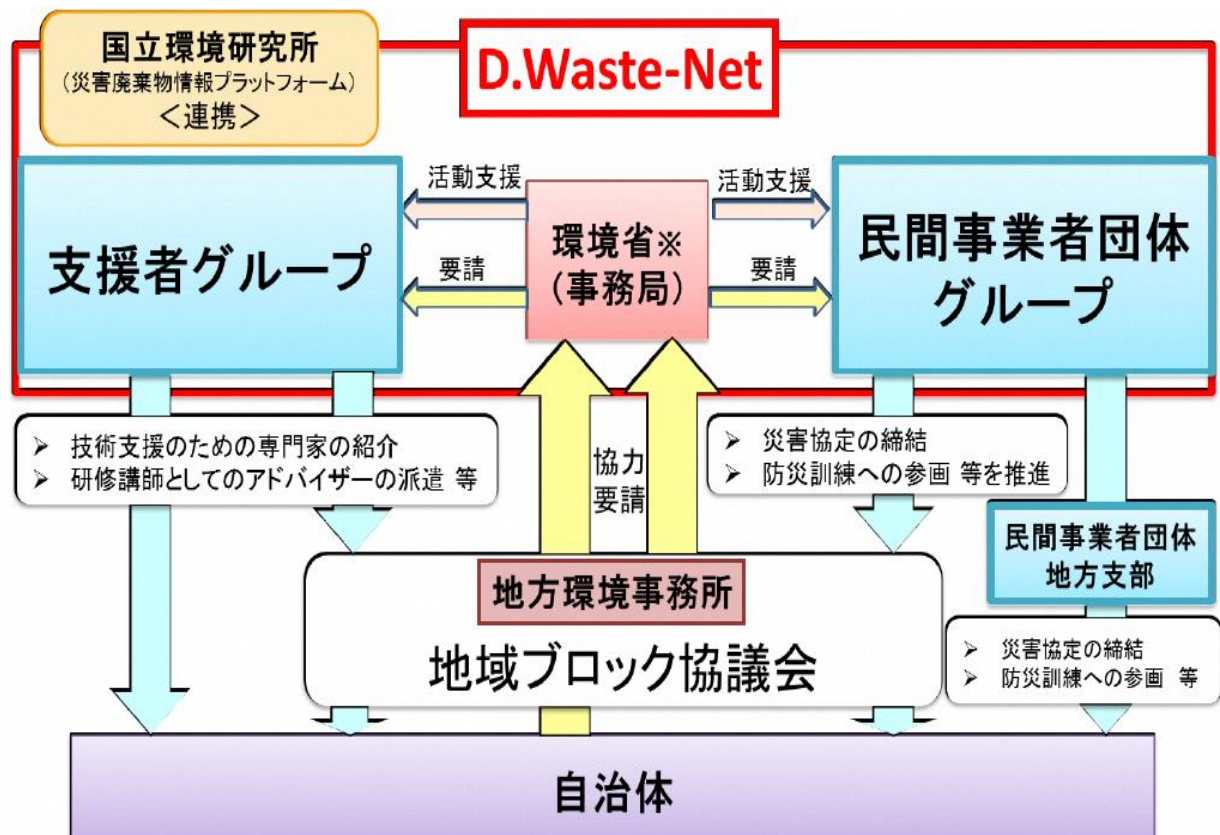 国立環境研究所
(災害廃棄物情報プラットフォーム)
<連携>
D.Waste-Net
支援者グループ
活動支援
要請
環境省※
(事務局)
活動支援
要請
民間事業者団体
グループ
➢ 技術支援のための専門家の紹介
➢ 研修講師としてのアドバイザーの派遣 等
協力
要請
➢ 災害協定の締結
➢ 防災訓練への参画 等を推進
民間事業者団体
地方支部
地方環境事務所
地域ブロック協議会
➢ 災害協定の締結
➢ 防災訓練への参画 等
自治体